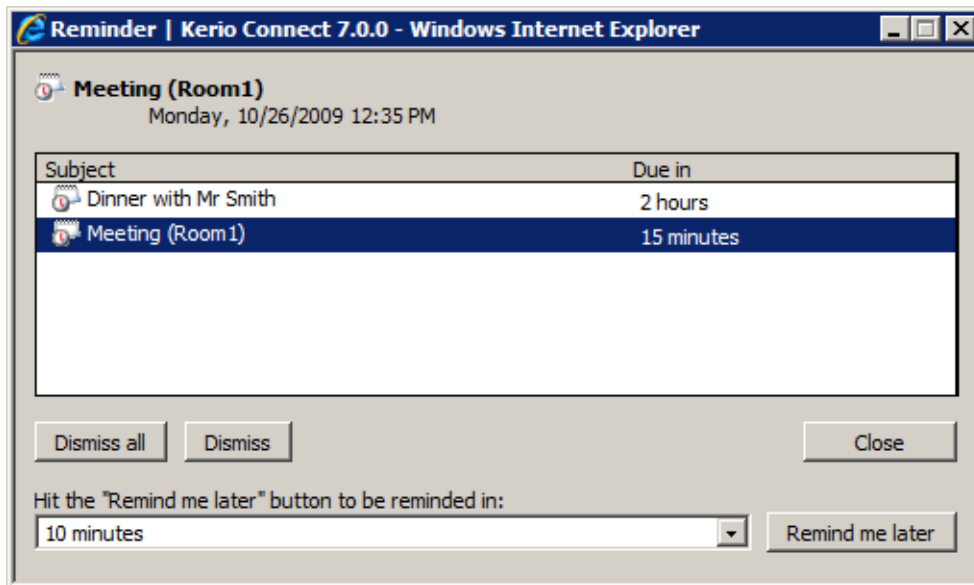 Reminder | Kerio Connect 7.0.0 - Windows Internet Explorer
Meeting (Room1)
Monday, 10/26/2009 12:35 PM
Subject Due in
Dinner with Mr Smith 2 hours
Meeting (Room1) 15 minutes
Dismiss all Dismiss Close
Hit the "Remind me later" button to be reminded in:
10 minutes Remind me later